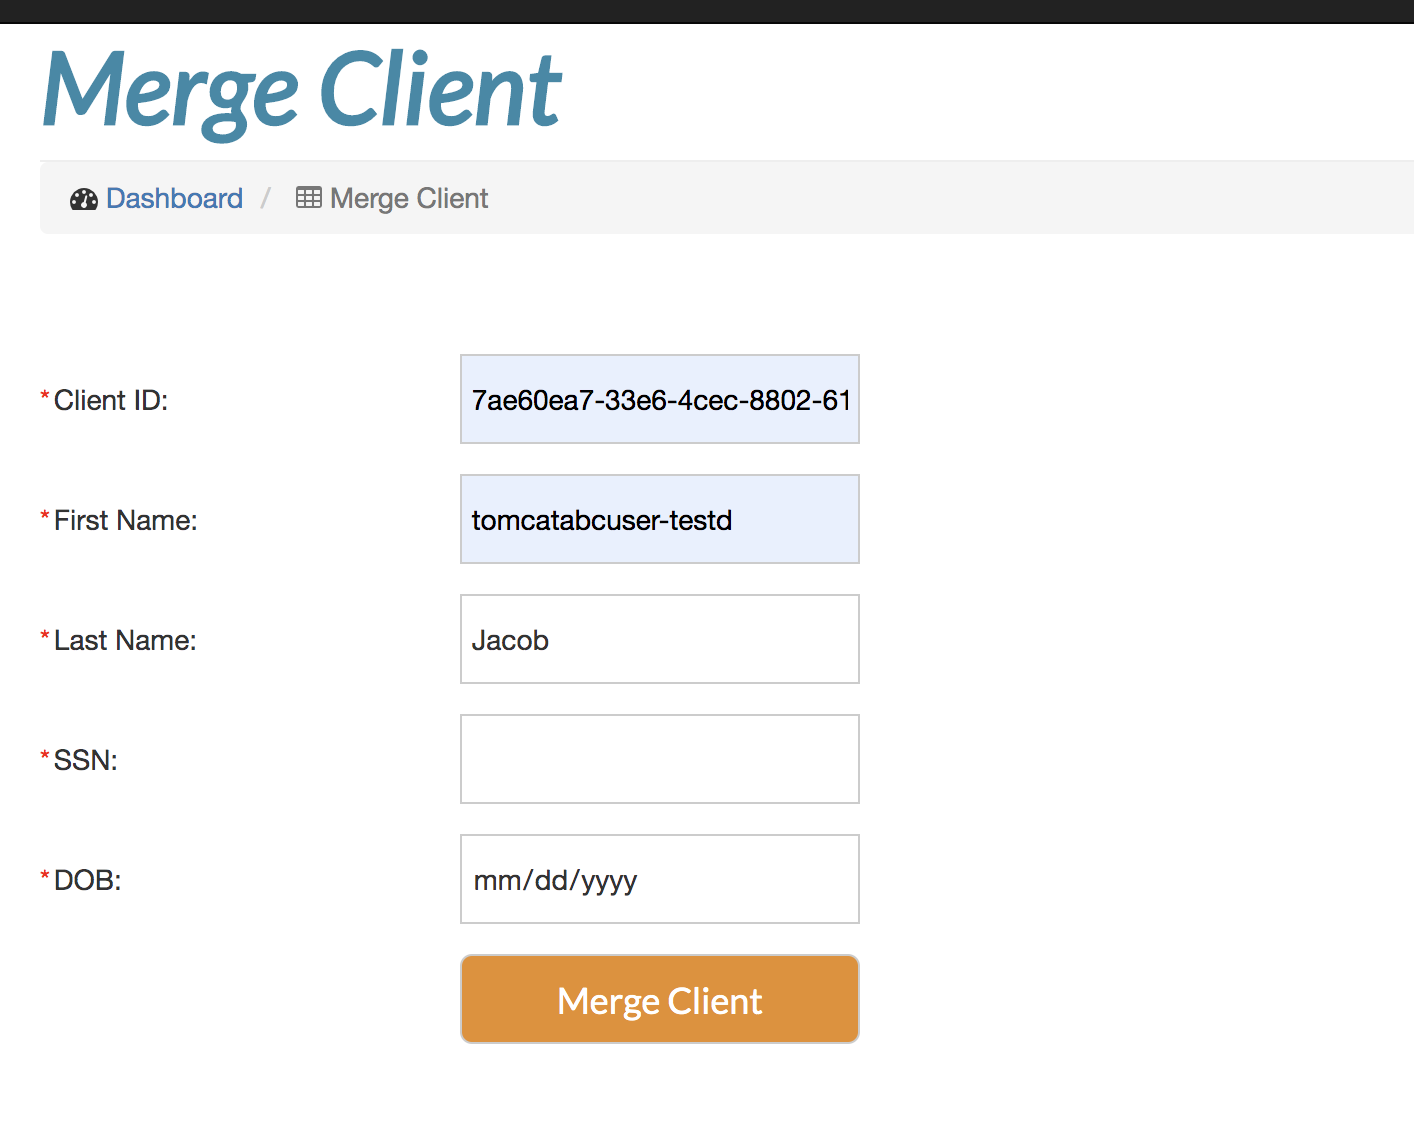 Merge Client
Dashboard / Merge Client
*Client ID: 7ae60ea7-33e6-4cec-8802-61
*First Name: tomcatabcuser-testd
*Last Name: Jacob
*SSN:
*DOB: mm/dd/yyyy
Merge Client